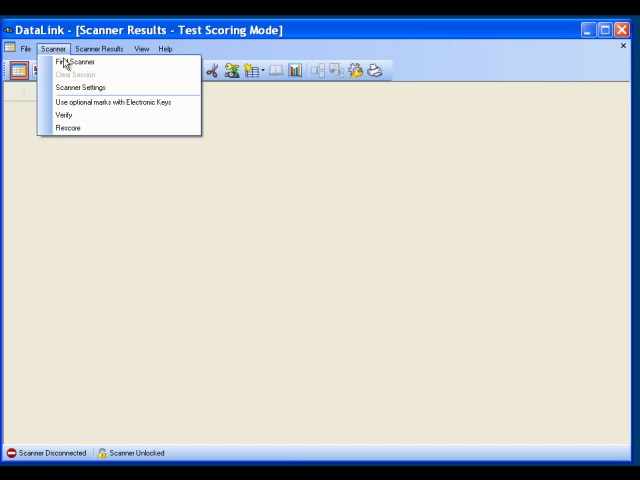 DataLink - [Scanner Results - Test Scoring Mode]
File Scanner Scanner Results View Help
Find Scanner
Clear Session
Scanner Settings
Use optional marks with Electronic Keys
Verify
Rescore
Scanner Disconnected Scanner Unlocked